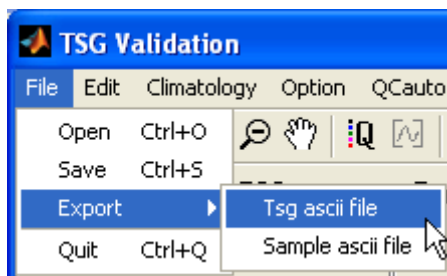 TSG Validation
File Edit Climatology Option QCauto
Open Ctrl+O
Save Ctrl+S
Export
Quit Ctrl+Q
Q
Tsg ascii file
Sample ascii file